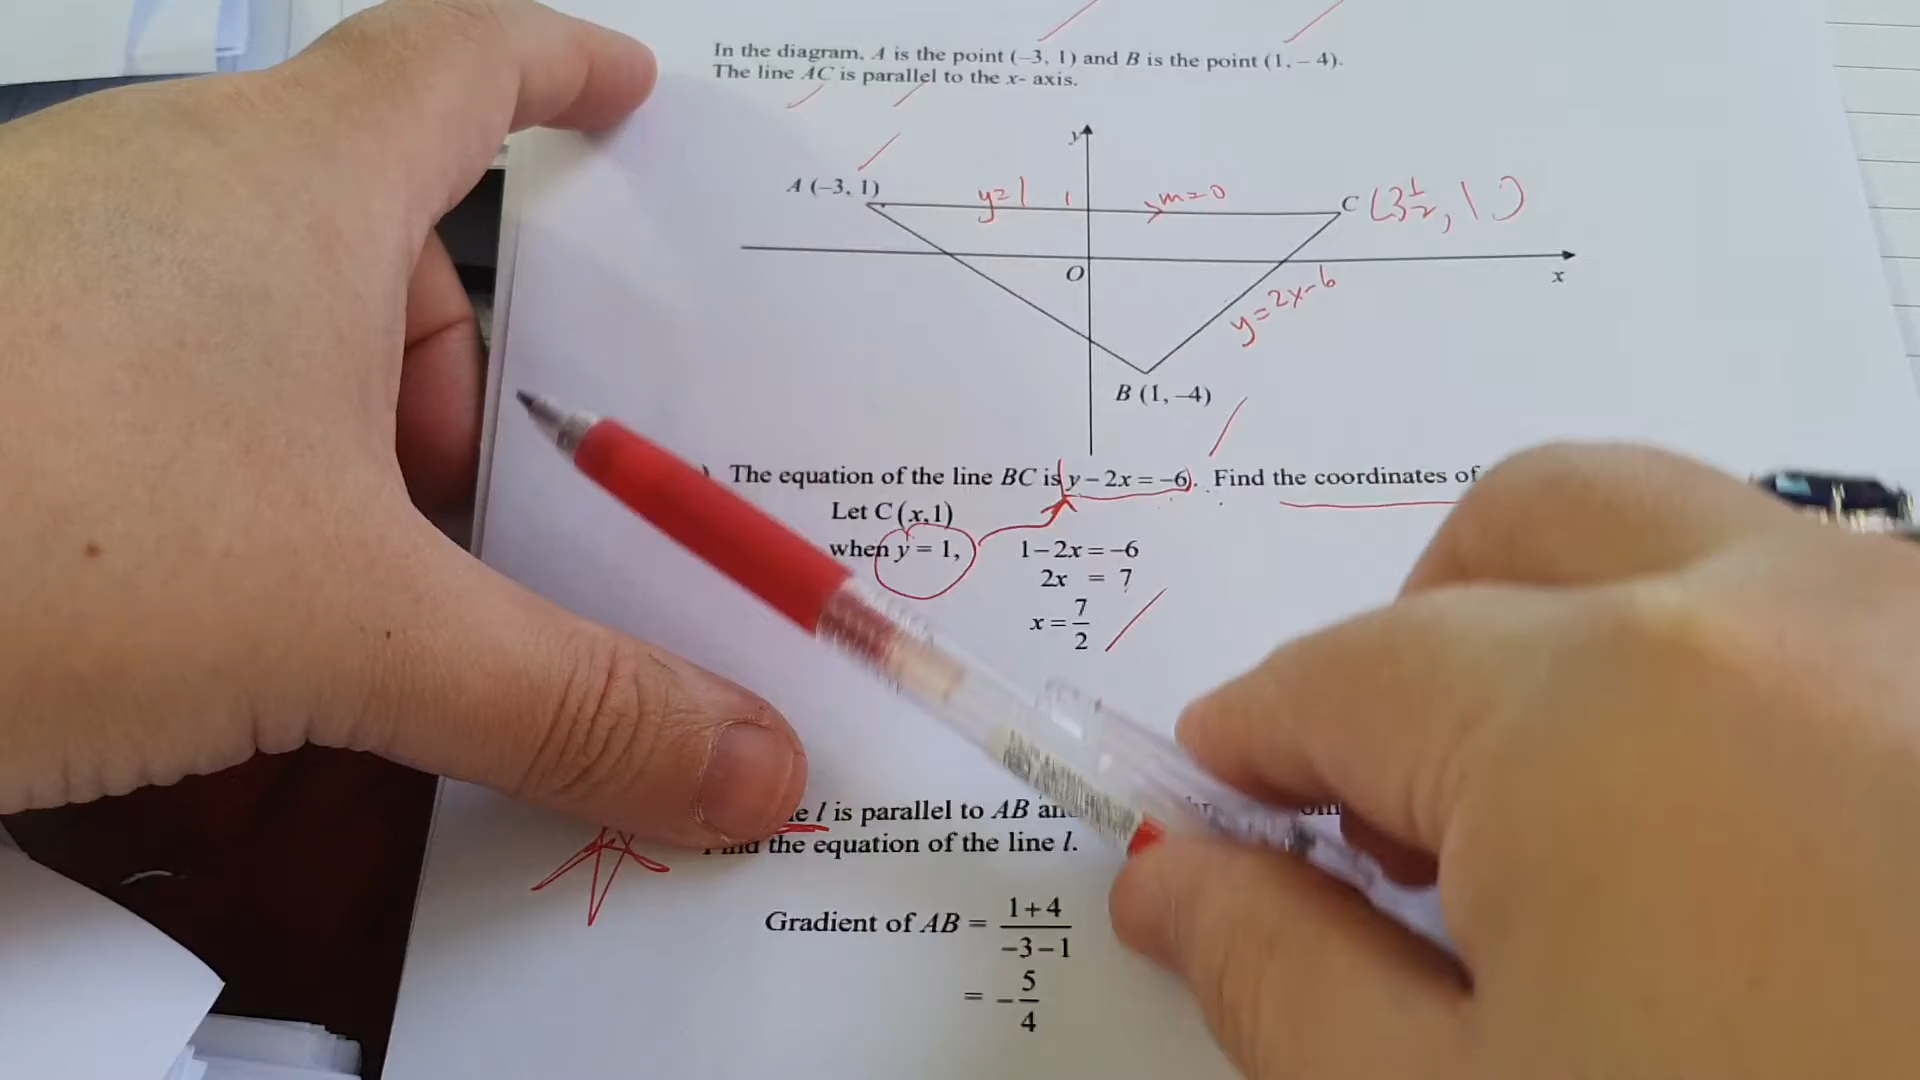 In the diagram, A is the point (−3, 1) and B is the point (1, − 4).
The line AC is parallel to the x- axis.
y
A (−3, 1)
y=1
1
m=0
C (3½, 1)
O
x
y=2x-6
B (1, −4)
The equation of the line BC is y − 2x = −6. Find the coordinates of
Let C (x,1)
when y = 1,
1 − 2x = −6
2x = 7
x = 7/2
l is parallel to AB
the equation of the line l.
Gradient of AB = (1+4)/(−3−1)
= −5/4